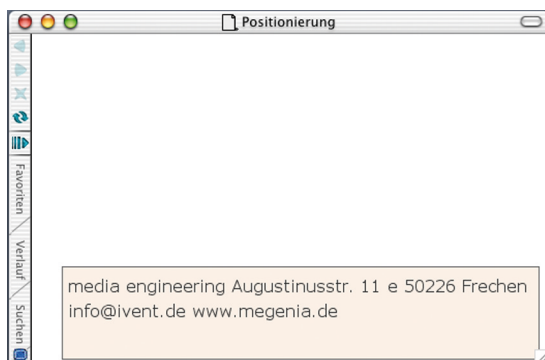 Positionierung
Favoriten
Verlauf
Suchen
media engineering Augustinusstr. 11 e 50226 Frechen
info@ivent.de www.megenia.de